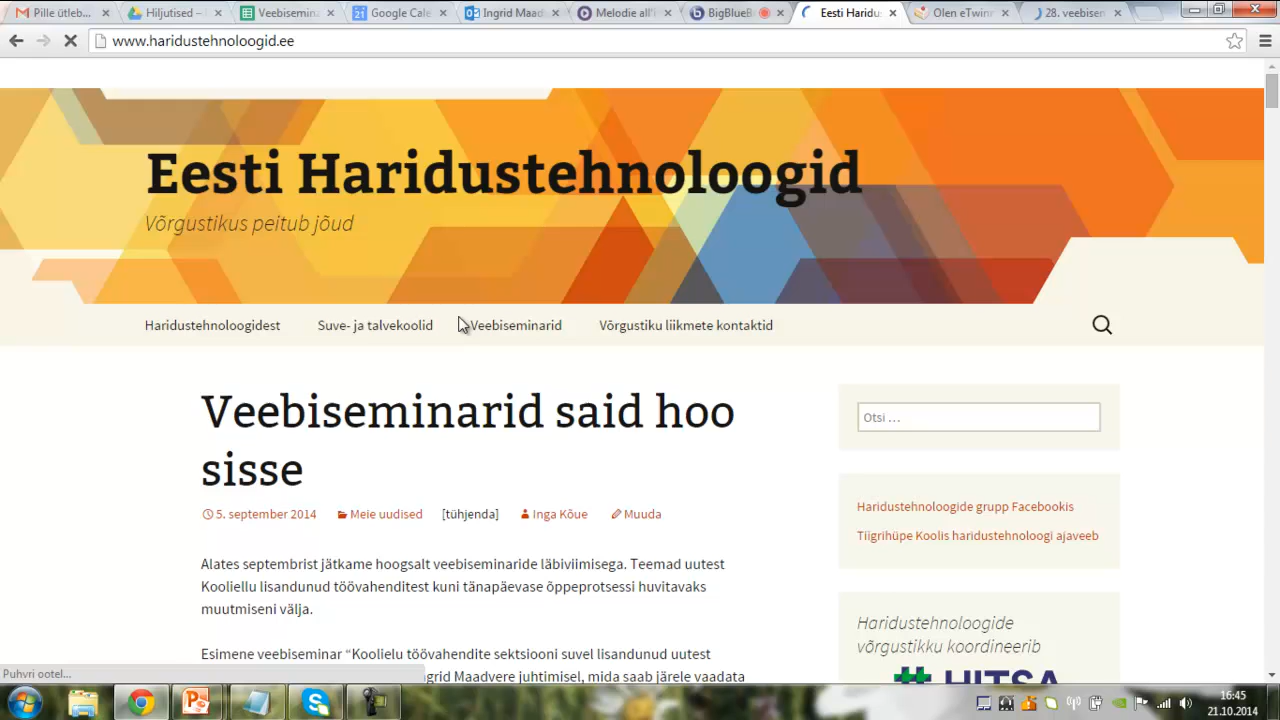 Pille ütleb
Hiljutised –
Veebisemina
Google Cale
Ingrid Maad
Melodie all'
BigBlueB
Eesti Haridu
Olen eTwinn
28. veebisen
www.haridustehnoloogid.ee
Eesti Haridustehnoloogid
Võrgustikus peitub jõud
Haridustehnoloogidest Suve- ja talvekoolid Veebiseminarid Võrgustiku liikmete kontaktid
Veebiseminarid said hoo
sisse
5. september 2014 Meie uudised [tühjenda] Inga Kõue Muuda
Alates septembrist jätkame hoogsalt veebiseminaride läbiviimisega. Teemad uutest
Kooliellu lisandunud töövahenditest kuni tänapäevase õppeprotsessi huvitavaks
muutmiseni välja.
Esimene veebiseminar “Koolielu töövahendite sektsiooni suvel lisandunud uutest
ngrid Maadvere juhtimisel, mida saab järele vaadata
Otsi …
Haridustehnoloogide grupp Facebookis
Tiigrihüpe Koolis haridustehnoloogi ajaveeb
Haridustehnoloogide
võrgustikku koordineerib
HITSA
Puhvri ootel...
16:45
21.10.2014